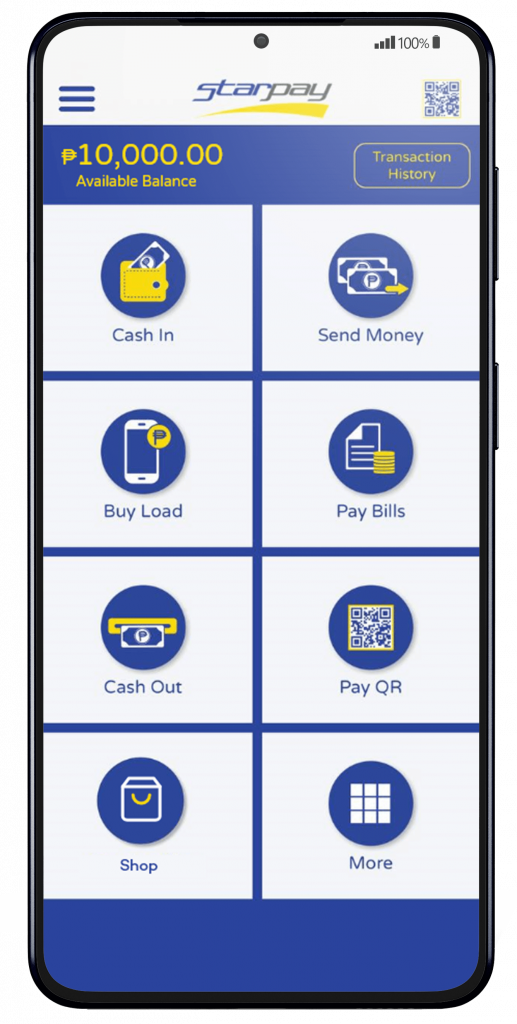 100%
starpay
₱10,000.00
Available Balance
Transaction
History
Cash In
Send Money
Buy Load
Pay Bills
Cash Out
Pay QR
Shop
More